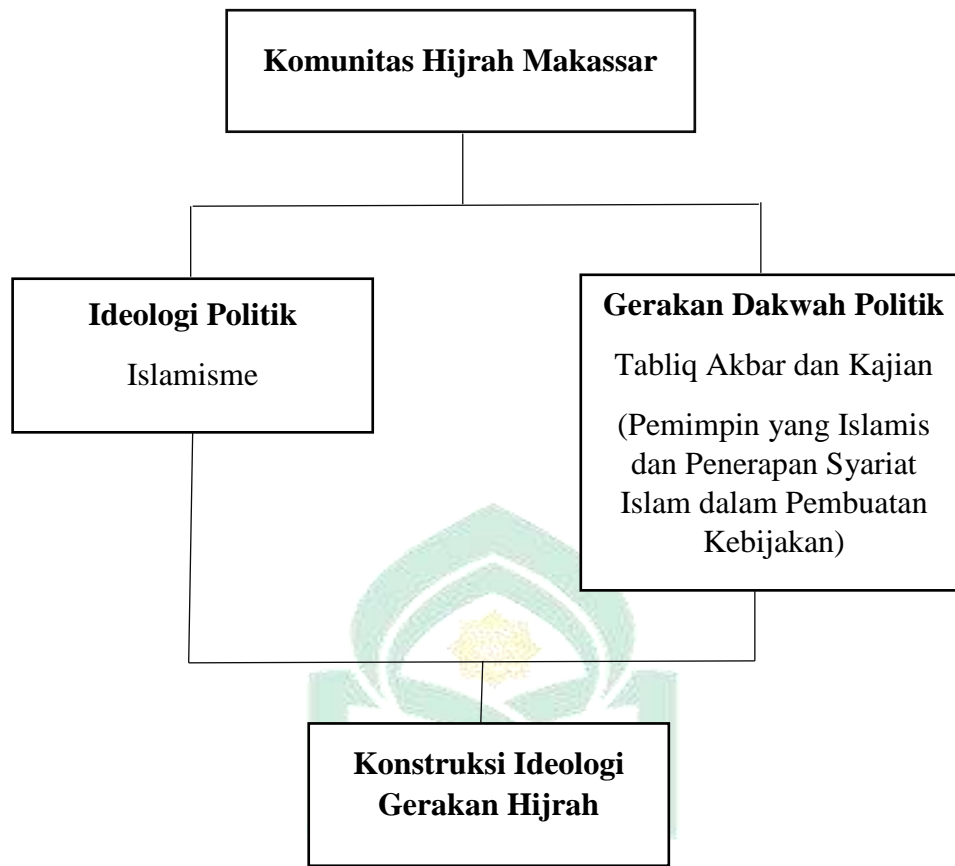 Komunitas Hijrah Makassar
Ideologi Politik
Islamisme
Gerakan Dakwah Politik
Tabliq Akbar dan Kajian
(Pemimpin yang Islamis
dan Penerapan Syariat
Islam dalam Pembuatan
Kebijakan)
Konstruksi Ideologi
Gerakan Hijrah